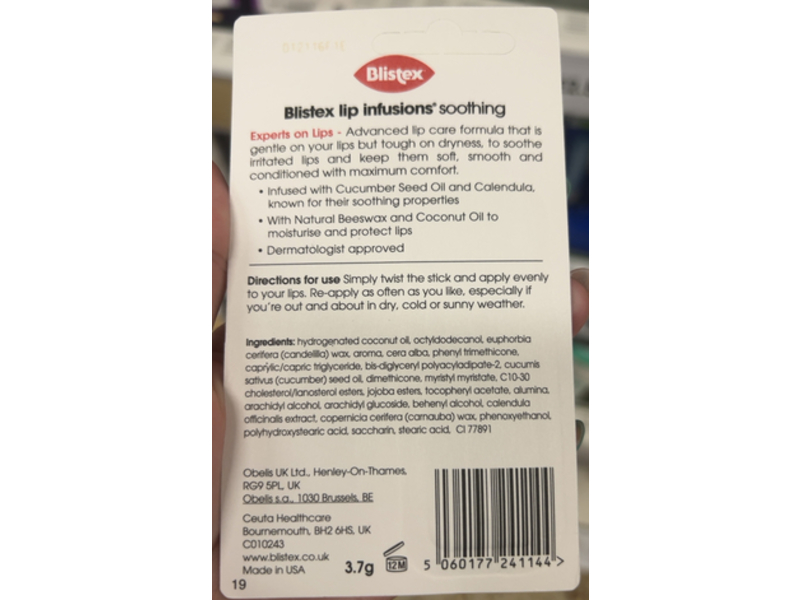 Blistex
Blistex lip infusions® soothing
Experts on Lips - Advanced lip care formula that is
gentle on your lips but tough on dryness, to soothe
irritated lips and keep them soft, smooth and
conditioned with maximum comfort.
• Infused with Cucumber Seed Oil and Calendula,
known for their soothing properties
• With Natural Beeswax and Coconut Oil to
moisturise and protect lips
• Dermatologist approved
Directions for use Simply twist the stick and apply evenly
to your lips. Re-apply as often as you like, especially if
you're out and about in dry, cold or sunny weather.
Ingredients: hydrogenated coconut oil, octyldodecanol, euphorbia
cerifera (candelilla) wax, aroma, cera alba, phenyl trimethicone,
caprylic/capric triglyceride, bis-diglyceryl polyacyladipate-2, cucumis
sativus (cucumber) seed oil, dimethicone, myristyl myristate, C10-30
cholesterol/lanosterol esters, jojoba esters, tocopheryl acetate, alumina,
arachidyl alcohol, arachidyl glucoside, behenyl alcohol, calendula
officinalis extract, copernicia cerifera (carnauba) wax, phenoxyethanol,
polyhydroxystearic acid, saccharin, stearic acid, CI 77891
Obelis UK Ltd., Henley-On-Thames,
RG9 5PL, UK
Obelis s.a., 1030 Brussels, BE
Ceuta Healthcare
Bournemouth, BH2 6HS, UK
C010243
www.blistex.co.uk
Made in USA
3.7g
12M
5 060177 241144 >
19